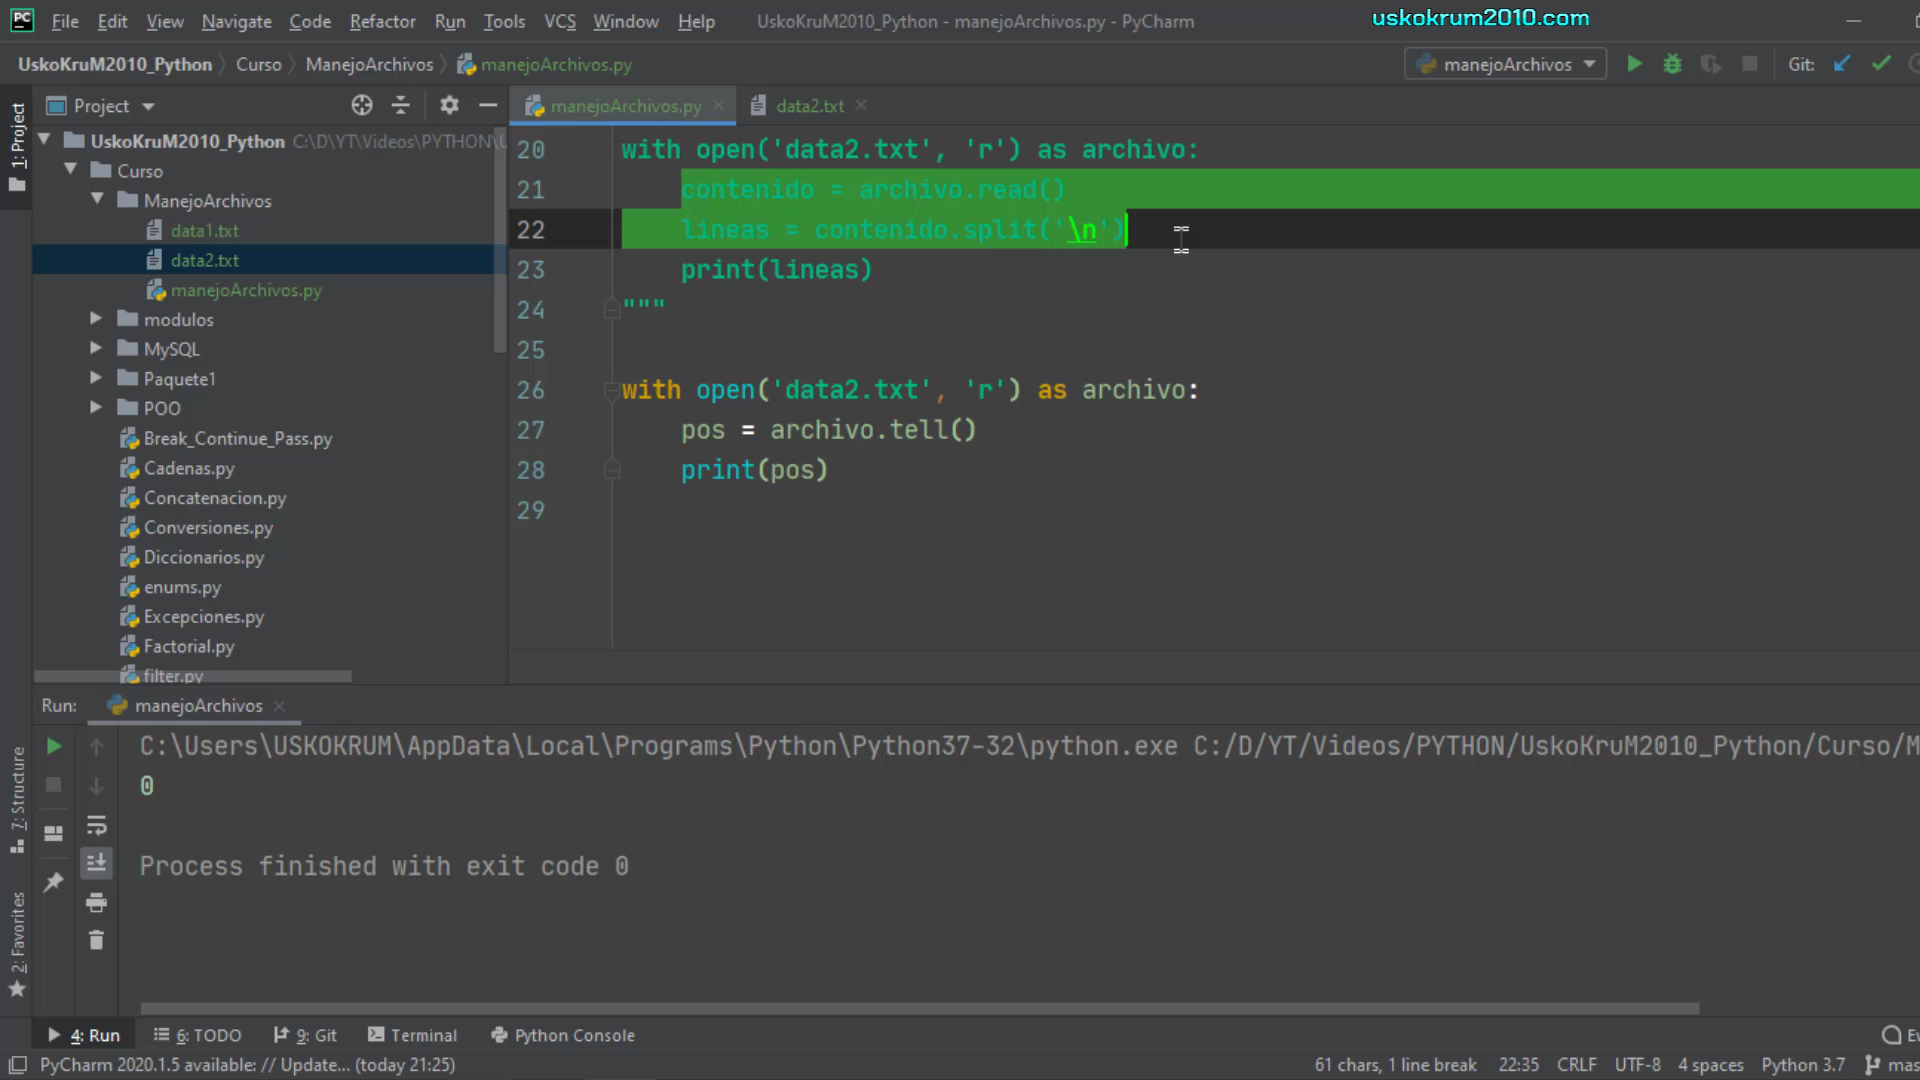 PC File Edit View Navigate Code Refactor Run Tools VCS Window Help UskoKruM2010_Python - manejoArchivos.py - PyCharm uskokrum2010.com
UskoKruM2010_Python Curso ManejoArchivos manejoArchivos.py manejoArchivos Git:
1: Project
Project
manejoArchivos.py data2.txt
UskoKruM2010_Python C:\D\YT\Videos\PYTHON\
Curso
ManejoArchivos
data1.txt
data2.txt
manejoArchivos.py
modulos
MySQL
Paquete1
POO
Break_Continue_Pass.py
Cadenas.py
Concatenacion.py
Conversiones.py
Diccionarios.py
enums.py
Excepciones.py
Factorial.py
filter.py
20 with open('data2.txt', 'r') as archivo:
21 contenido = archivo.read()
22 lineas = contenido.split('\n')
23 print(lineas)
24 """
25
26 with open('data2.txt', 'r') as archivo:
27 pos = archivo.tell()
28 print(pos)
29
Run: manejoArchivos
C:\Users\USKOKRUM\AppData\Local\Programs\Python\Python37-32\python.exe C:/D/YT/Videos/PYTHON/UskoKruM2010_Python/Curso/M
0
Process finished with exit code 0
7: Structure
2: Favorites
4: Run 6: TODO 9: Git Terminal Python Console Ev
PyCharm 2020.1.5 available: // Update... (today 21:25) 61 chars, 1 line break 22:35 CRLF UTF-8 4 spaces Python 3.7 mas